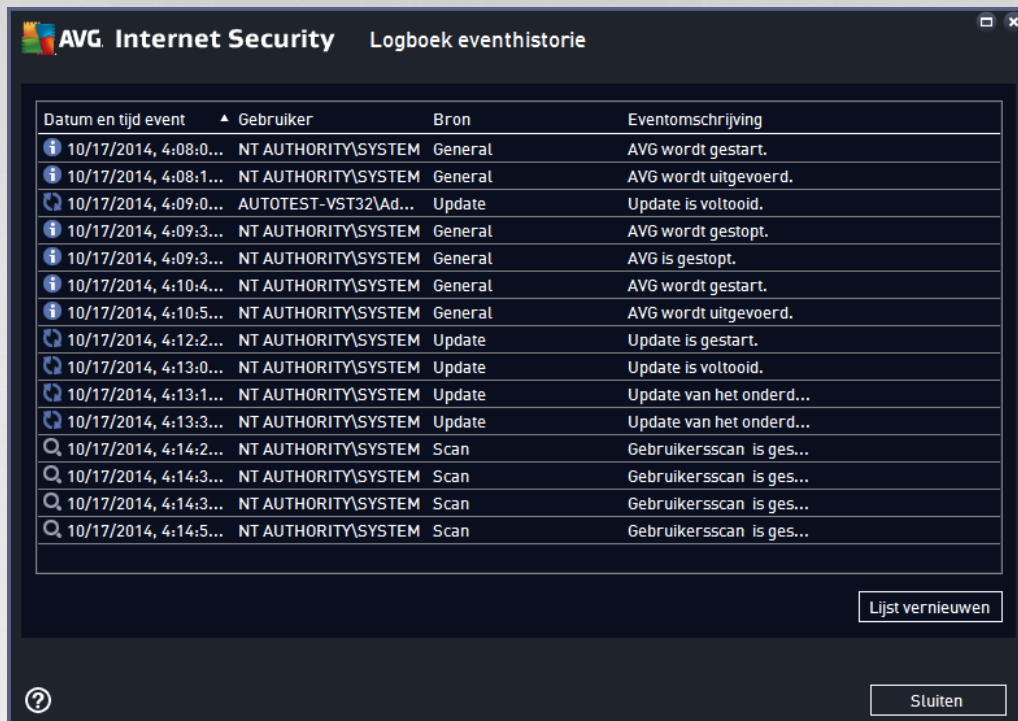 AVG. Internet Security Logboek eventhistorie
Datum en tijd event Gebruiker Bron Eventomschrijving
10/17/2014, 4:08:0... NT AUTHORITY\SYSTEM General AVG wordt gestart.
10/17/2014, 4:08:1... NT AUTHORITY\SYSTEM General AVG wordt uitgevoerd.
10/17/2014, 4:09:0... AUTOTEST-VST32\Ad... Update Update is voltooid.
10/17/2014, 4:09:3... NT AUTHORITY\SYSTEM General AVG wordt gestopt.
10/17/2014, 4:09:3... NT AUTHORITY\SYSTEM General AVG is gestopt.
10/17/2014, 4:10:4... NT AUTHORITY\SYSTEM General AVG wordt gestart.
10/17/2014, 4:10:5... NT AUTHORITY\SYSTEM General AVG wordt uitgevoerd.
10/17/2014, 4:12:2... NT AUTHORITY\SYSTEM Update Update is gestart.
10/17/2014, 4:13:0... NT AUTHORITY\SYSTEM Update Update is voltooid.
10/17/2014, 4:13:1... NT AUTHORITY\SYSTEM Update Update van het onderd...
10/17/2014, 4:13:3... NT AUTHORITY\SYSTEM Update Update van het onderd...
10/17/2014, 4:14:2... NT AUTHORITY\SYSTEM Scan Gebruikersscan is ges...
10/17/2014, 4:14:3... NT AUTHORITY\SYSTEM Scan Gebruikersscan is ges...
10/17/2014, 4:14:3... NT AUTHORITY\SYSTEM Scan Gebruikersscan is ges...
10/17/2014, 4:14:5... NT AUTHORITY\SYSTEM Scan Gebruikersscan is ges...
Lijst vernieuwen
Sluiten